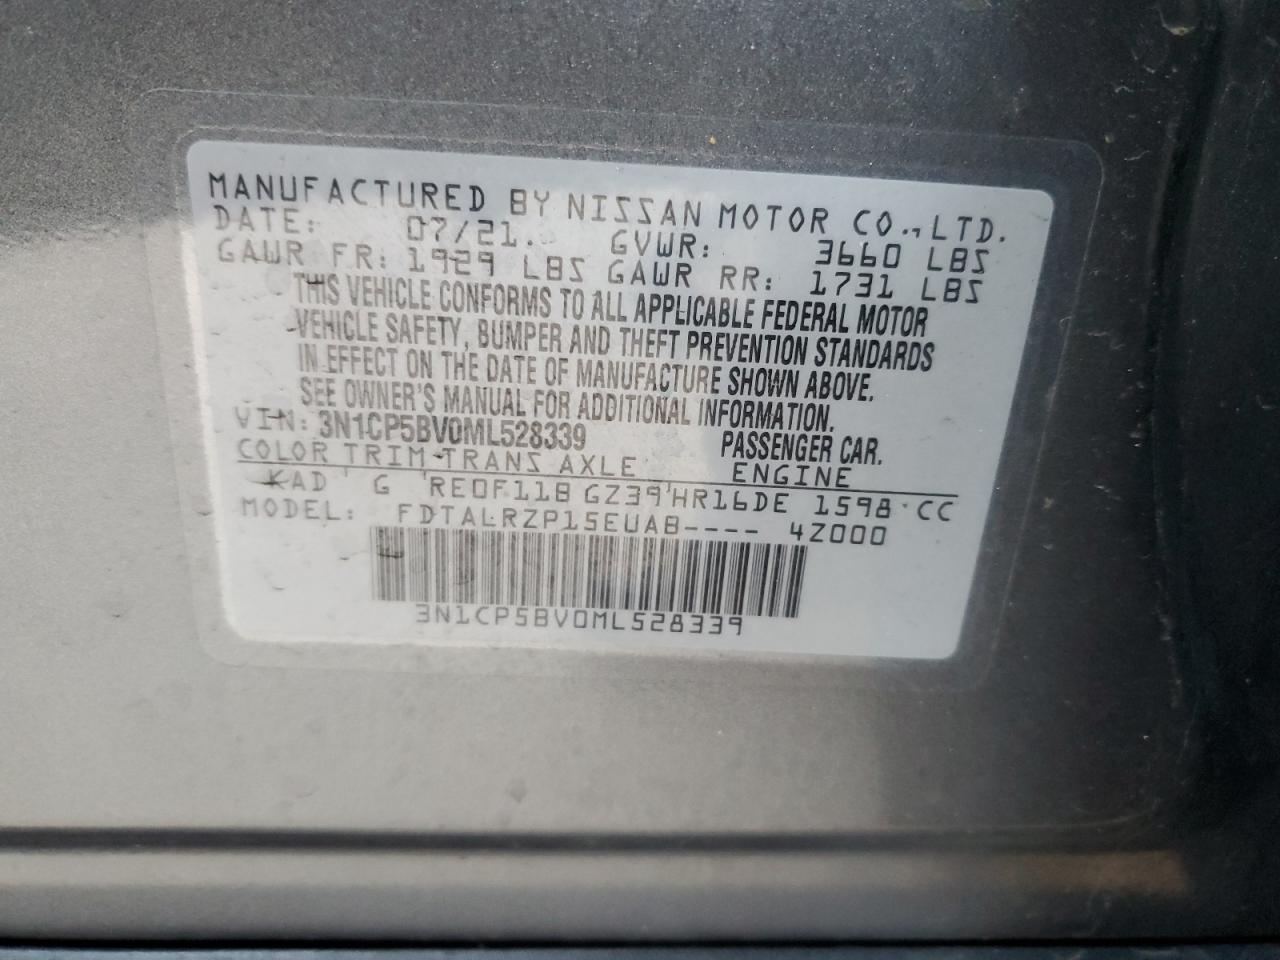 MANUFACTURED BY NISSAN MOTOR CO., LTD.
DATE: 07/21. GVWR: 3660 LBS
GAWR FR: 1929 LBS GAWR RR: 1731 LBS
THIS VEHICLE CONFORMS TO ALL APPLICABLE FEDERAL MOTOR
VEHICLE SAFETY, BUMPER AND THEFT PREVENTION STANDARDS
IN EFFECT ON THE DATE OF MANUFACTURE SHOWN ABOVE.
SEE OWNER'S MANUAL FOR ADDITIONAL INFORMATION.
VIN: 3N1CP5BV0ML528339 PASSENGER CAR.
COLOR TRIM TRANS AXLE ENGINE
KAD G RE0F11B GZ39 HR16DE 1598 CC
MODEL: FDTALRZP15EUAB---- 4Z000
3N1CP5BV0ML528339